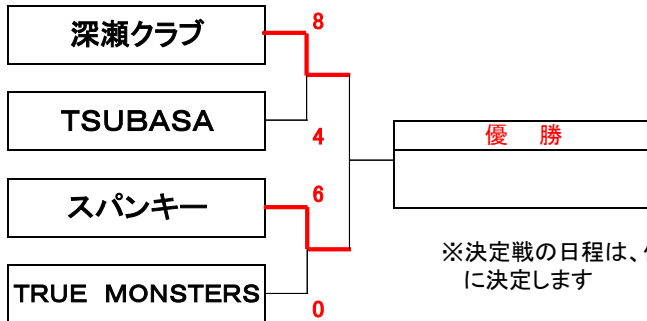 深瀬クラブ
8
TSUBASA
4
優　勝
スパンキー
6
※決定戦の日程は、
に決定します
TRUE　MONSTERS
0